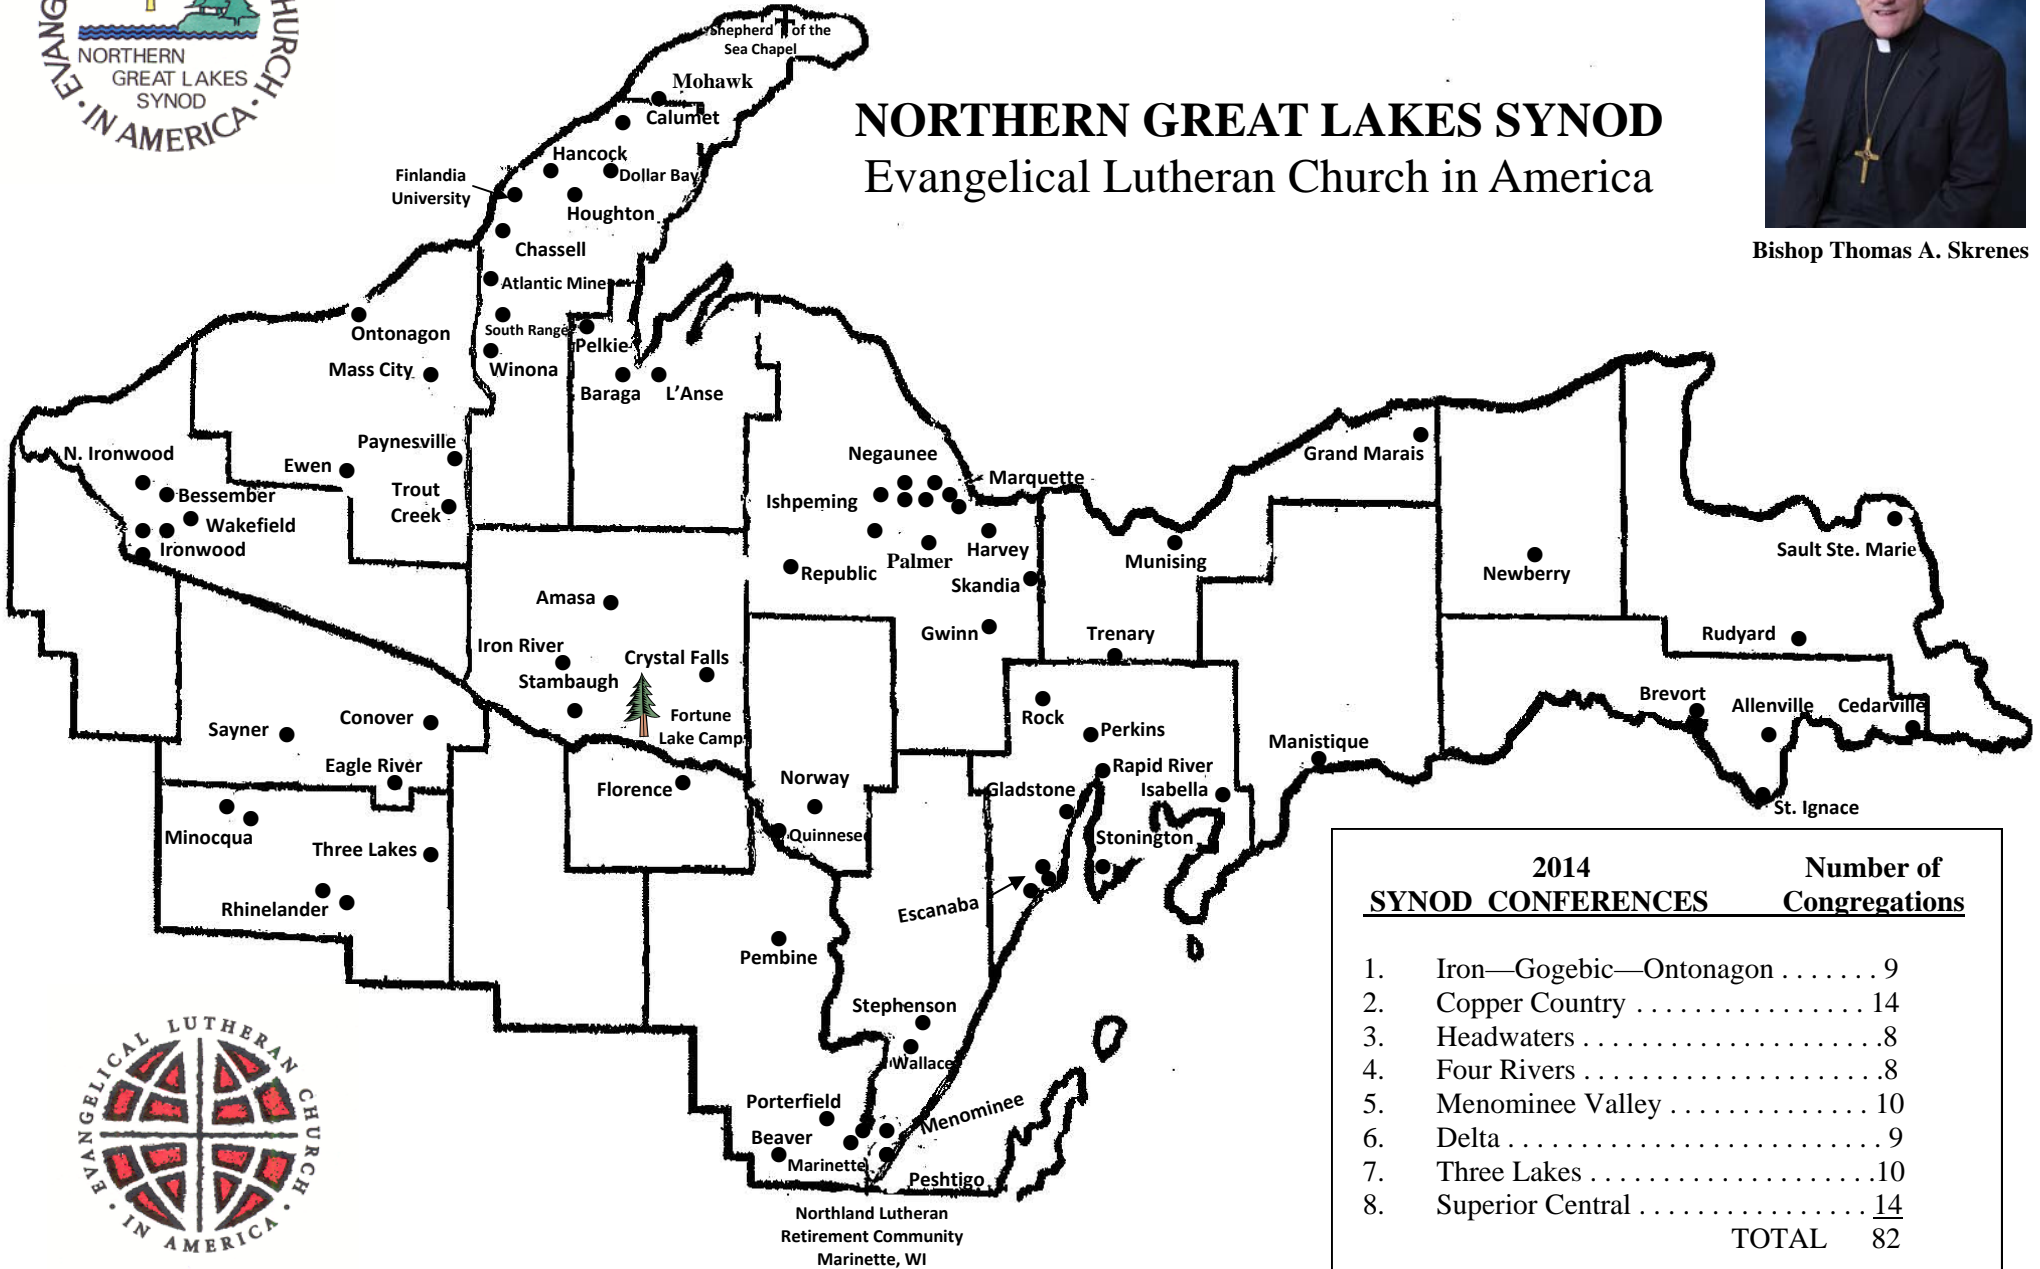 EVANG
CHURCH
NORTHERN
GREAT LAKES
SYNOD
· IN AMERICA ·
NORTHERN GREAT LAKES SYNOD
Evangelical Lutheran Church in America
Bishop Thomas A. Skrenes
Shepherd of the
Sea Chapel
Mohawk
Calumet
Hancock
Dollar Bay
Finlandia
University
Houghton
Chassell
Atlantic Mine
South Range
Ontonagon
Pelkie
Mass City
Winona
Baraga
L'Anse
N. Ironwood
Paynesville
Ewen
Bessember
Trout
Creek
Wakefield
Ironwood
Negaunee
Marquette
Ishpeming
Grand Marais
Palmer
Harvey
Republic
Skandia
Munising
Newberry
Sault Ste. Marie
Amasa
Gwinn
Trenary
Rudyard
Iron River
Crystal Falls
Stambaugh
Fortune
Lake Camp
Rock
Perkins
Brevort
Allenville
Cedarville
Sayner
Conover
Manistique
Eagle River
Florence
Norway
Gladstone
Rapid River
Isabella
St. Ignace
Minocqua
Three Lakes
Quinnesec
Stonington
Rhinelander
Escanaba
Pembine
Stephenson
Wallace
Porterfield
Menominee
Beaver
Marinette
Peshtigo
Northland Lutheran
Retirement Community
Marinette, WI
2014 Number of
SYNOD CONFERENCES Congregations
1. Iron—Gogebic—Ontonagon . . . . . . . 9
2. Copper Country . . . . . . . . . . . . . . . . 14
3. Headwaters . . . . . . . . . . . . . . . . . . . . .8
4. Four Rivers . . . . . . . . . . . . . . . . . . . . .8
5. Menominee Valley . . . . . . . . . . . . . . 10
6. Delta . . . . . . . . . . . . . . . . . . . . . . . . . . 9
7. Three Lakes . . . . . . . . . . . . . . . . . . . .10
8. Superior Central . . . . . . . . . . . . . . . . 14
TOTAL 82
EVANGELICAL LUTHERAN CHURCH
· IN AMERICA ·